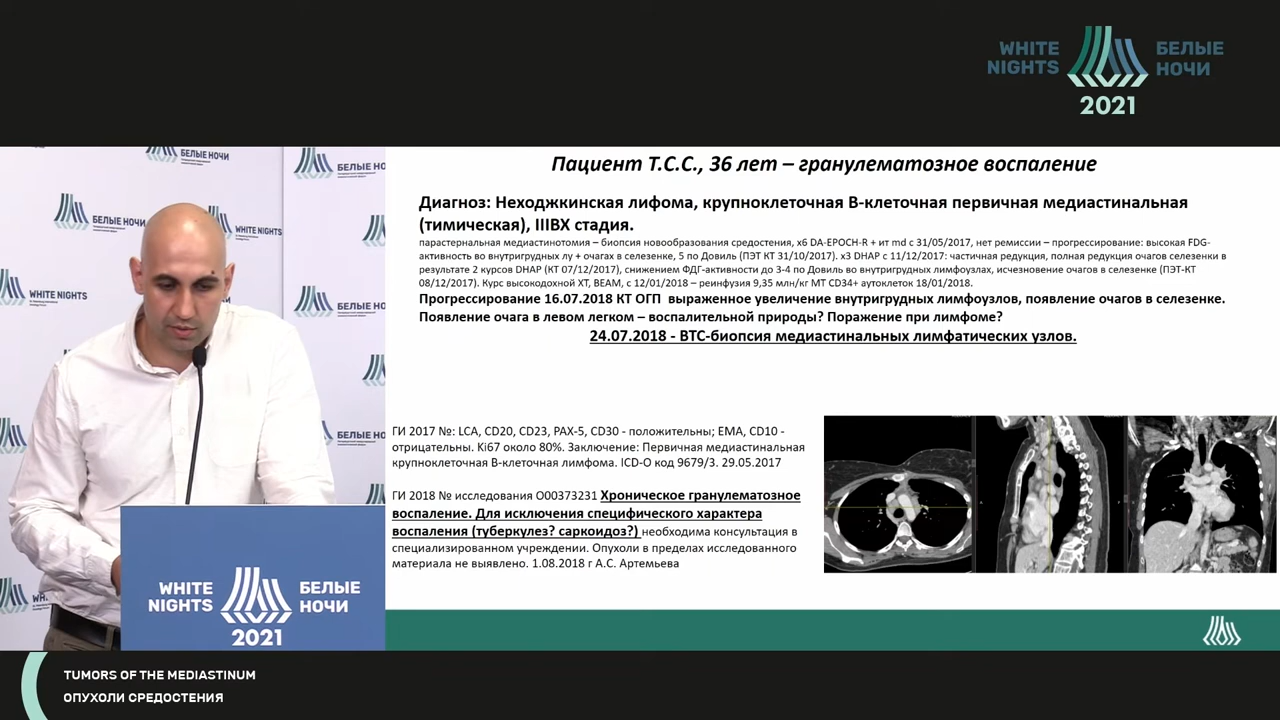 WHITE NIGHTS
БЕЛЫЕ НОЧИ
2021
Пациент Т.С.С., 36 лет – гранулематозное воспаление
Диагноз: Неходжкинская лифома, крупноклеточная В-клеточная первичная медиастинальная
(тимическая), IIIBX стадия.
парастернальная медиастинотомия – биопсия новообразования средостения, х6 DA-EPOCH-R + ит md с 31/05/2017, нет ремиссии – прогрессирование: высокая FDG-
активность во внутригрудных лу + очагах в селезенке, 5 по Довиль (ПЭТ КТ 31/10/2017). х3 DHAP с 11/12/2017: частичная редукция, полная редукция очагов селезенки в
результате 2 курсов DHAP (КТ 07/12/2017), снижением ФДГ-активности до 3-4 по Довиль во внутригрудных лимфоузлах, исчезновение очагов в селезенке (ПЭТ-КТ
08/12/2017). Курс высокодохной ХТ, BEAM, с 12/01/2018 – реинфузия 9,35 млн/кг МТ CD34+ аутоклеток 18/01/2018.
Прогрессирование 16.07.2018 КТ ОГП выраженное увеличение внутригрудных лимфоузлов, появление очагов в селезенке.
Появление очага в левом легком – воспалительной природы? Поражение при лимфоме?
24.07.2018 - ВТС-биопсия медиастинальных лимфатических узлов.
ГИ 2017 №: LCA, CD20, CD23, PAX-5, CD30 - положительны; EMA, CD10 -
отрицательны. Ki67 около 80%. Заключение: Первичная медиастинальная
крупноклеточная В-клеточная лимфома. ICD-O код 9679/3. 29.05.2017
ГИ 2018 № исследования О00373231 Хроническое гранулематозное
воспаление. Для исключения специфического характера
воспаления (туберкулез? саркоидоз?) необходима консультация в
специализированном учреждении. Опухоли в пределах исследованного
материала не выявлено. 1.08.2018 г А.С. Артемьева
БЕЛЫЕ НОЧИ
БЕЛЫЕ НОЧИ
WHITE NIGHTS
WHITE NIGHTS
БЕЛЫЕ НОЧИ
2021
TUMORS OF THE MEDIASTINUM
ОПУХОЛИ СРЕДОСТЕНИЯ